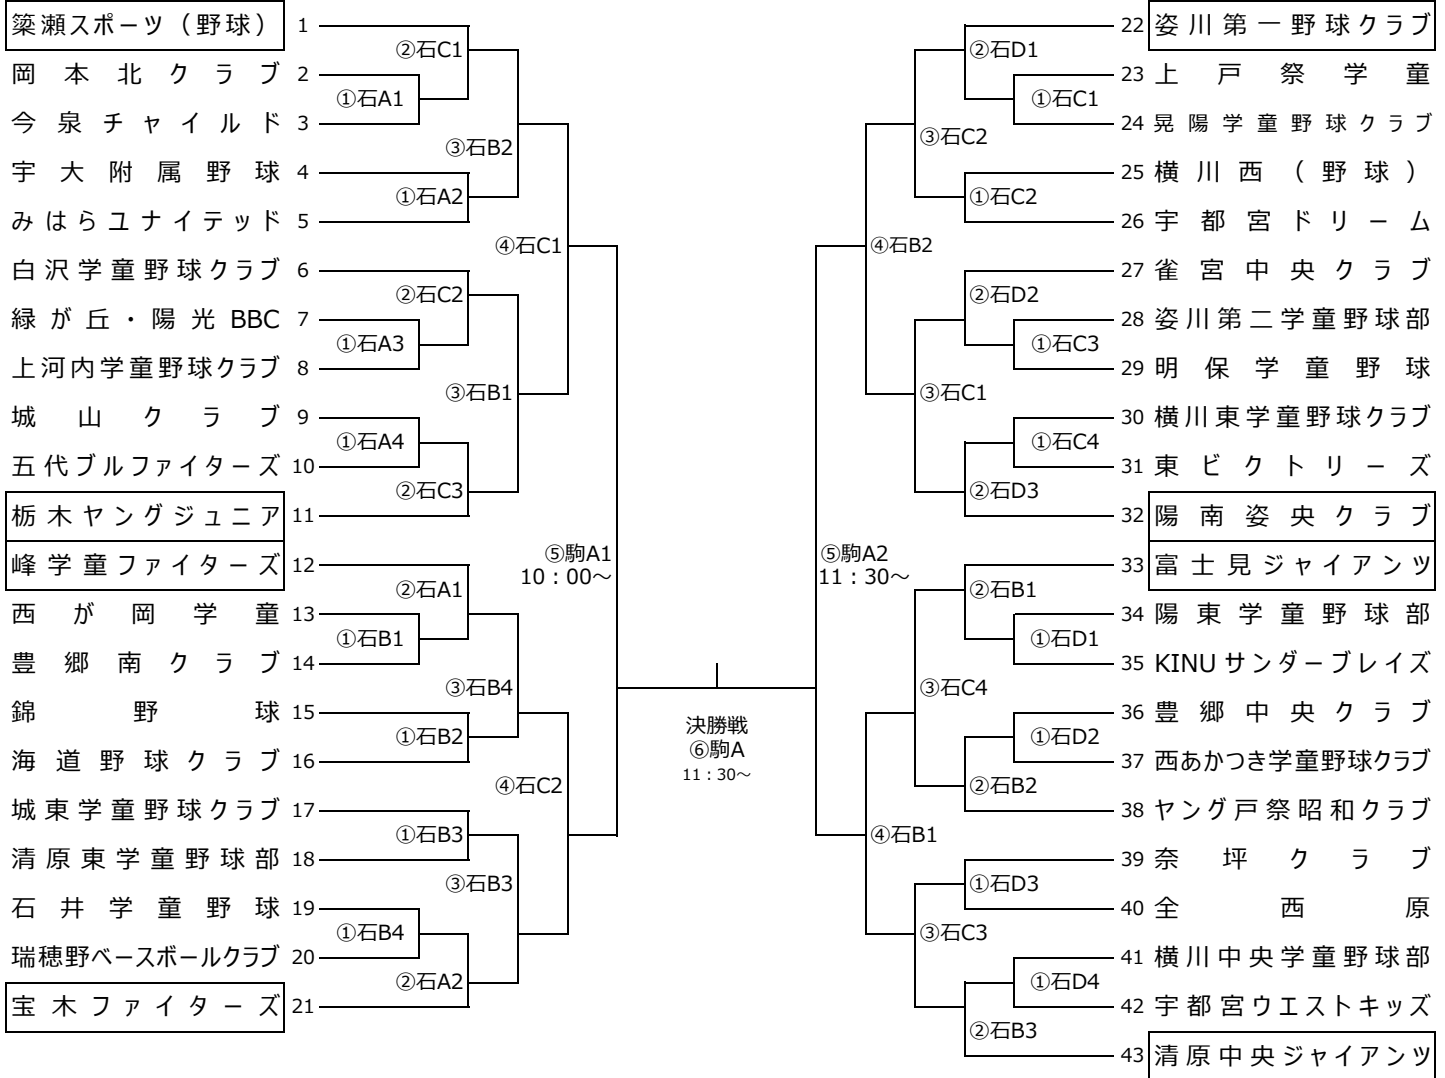 簗瀬スポーツ（野球） 1
②石C1
岡本北クラブ 2
①石A1
今泉チャイルド 3
③石B2
宇大附属野球 4
①石A2
みはらユナイテッド 5
④石C1
白沢学童野球クラブ 6
②石C2
緑が丘・陽光 BBC 7
①石A3
上河内学童野球クラブ 8
③石B1
城山クラブ 9
①石A4
五代ブルファイターズ 10
②石C3
栃木ヤングジュニア 11
⑤駒A1
10：00～
峰学童ファイターズ 12
②石A1
西が岡学童 13
①石B1
豊郷南クラブ 14
③石B4
錦野球 15
①石B2
海道野球クラブ 16
④石C2
城東学童野球クラブ 17
①石B3
清原東学童野球部 18
③石B3
石井学童野球 19
①石B4
瑞穂野ベースボールクラブ 20
②石A2
宝木ファイターズ 21
決勝戦
⑥駒A
11：30～
22 姿川第一野球クラブ
②石D1
23 上戸祭学童
①石C1
24 晃陽学童野球クラブ
③石C2
25 横川西（野球）
①石C2
26 宇都宮ドリーム
④石B2
27 雀宮中央クラブ
②石D2
28 姿川第二学童野球部
①石C3
29 明保学童野球
③石C1
30 横川東学童野球クラブ
①石C4
31 東ビクトリーズ
②石D3
32 陽南姿央クラブ
⑤駒A2
11：30～
33 富士見ジャイアンツ
②石B1
34 陽東学童野球部
①石D1
35 KINU サンダーブレイズ
③石C4
36 豊郷中央クラブ
①石D2
37 西あかつき学童野球クラブ
②石B2
38 ヤング戸祭昭和クラブ
④石B1
39 奈坪クラブ
①石D3
40 全西原
③石C3
41 横川中央学童野球部
①石D4
42 宇都宮ウエストキッズ
②石B3
43 清原中央ジャイアンツ